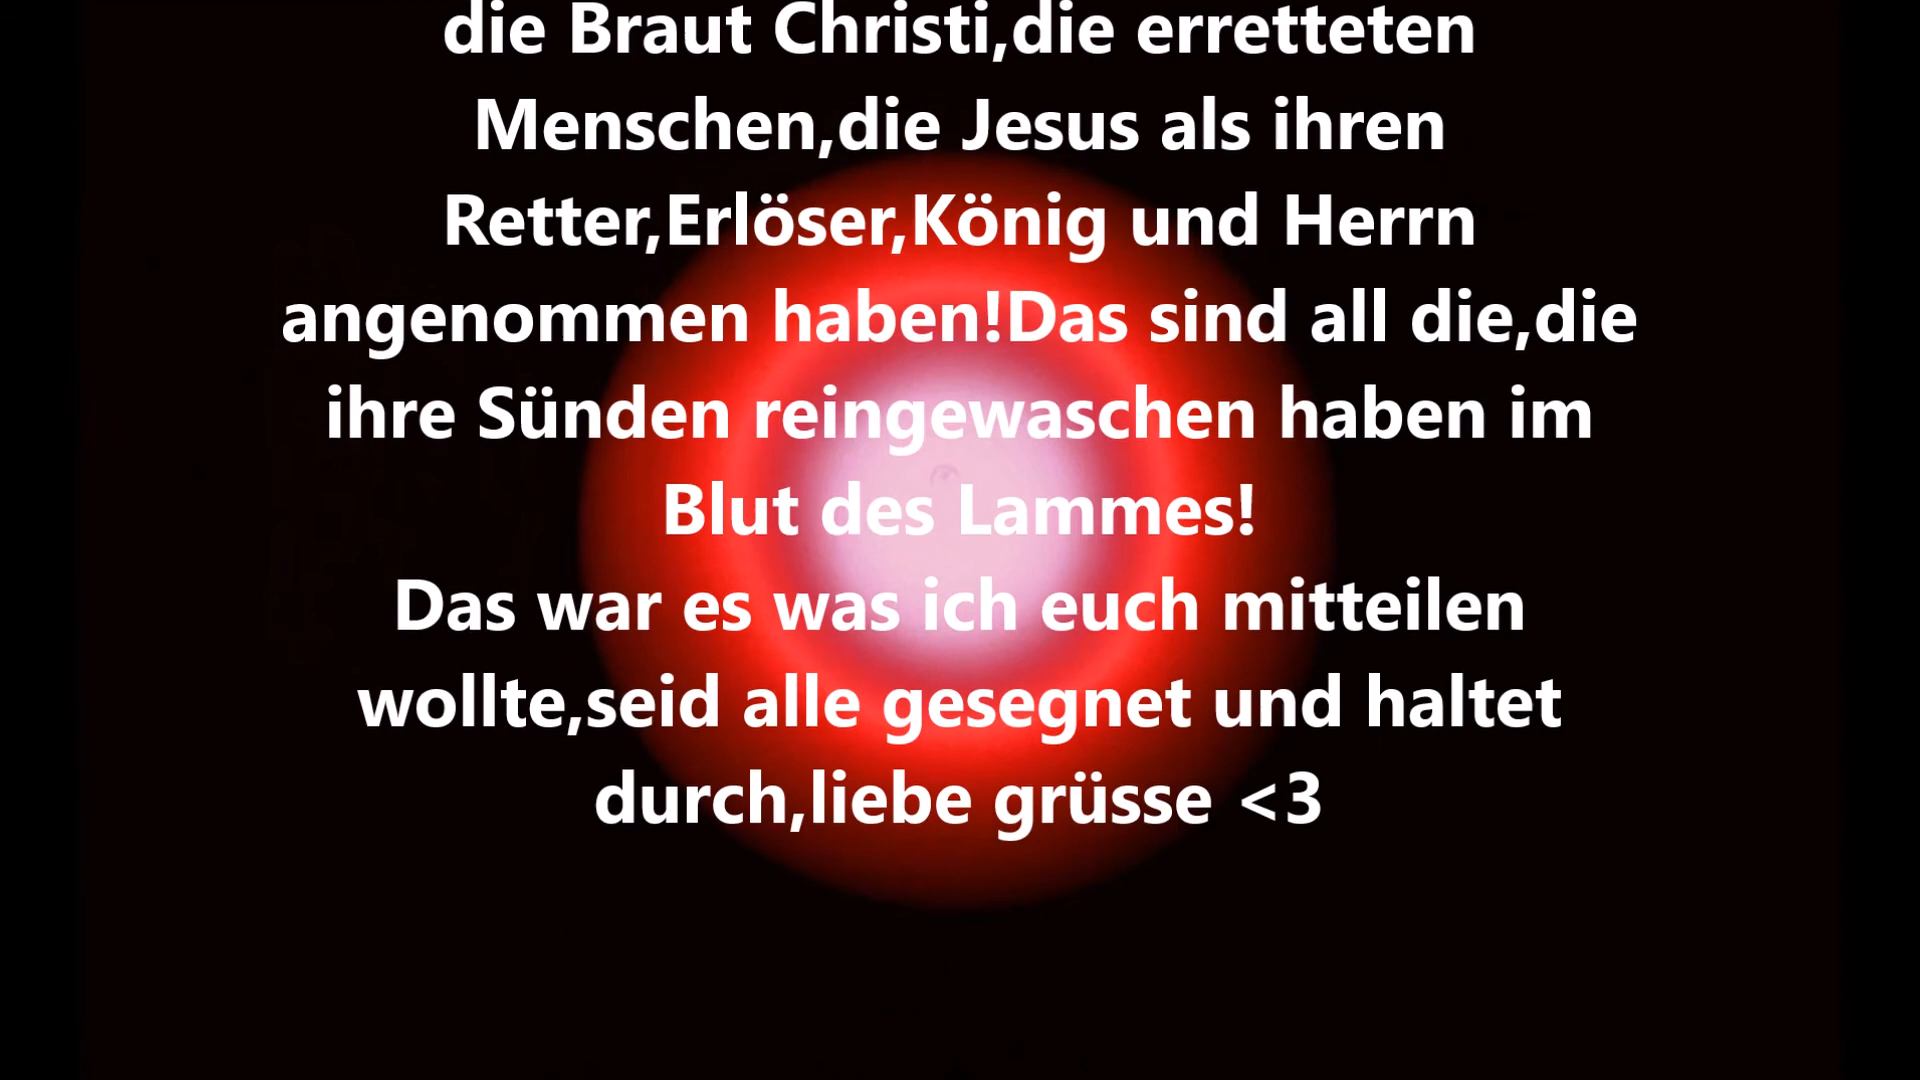 die Braut Christi,die erretteten
Menschen,die Jesus als ihren
Retter,Erlöser,König und Herrn
angenommen haben!Das sind all die,die
ihre Sünden reingewaschen haben im
Blut des Lammes!
Das war es was ich euch mitteilen
wollte,seid alle gesegnet und haltet
durch,liebe grüsse <3